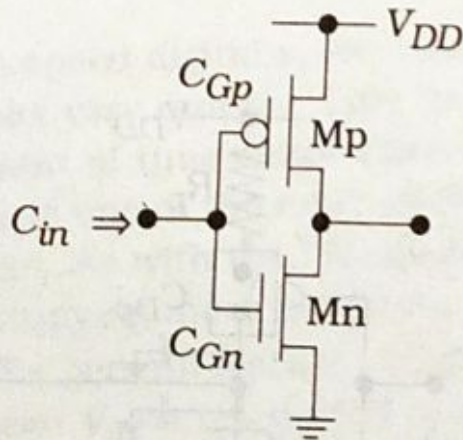 V_DD
C_Gp
Mp
C_in ⇒
Mn
C_Gn